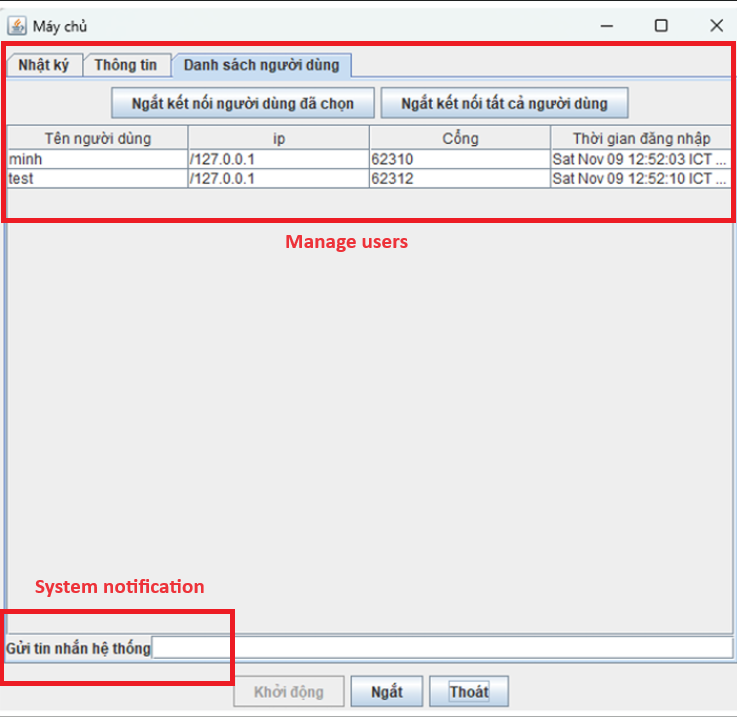 Máy chủ
Nhật ký Thông tin Danh sách người dùng
Ngắt kết nối người dùng đã chọn Ngắt kết nối tất cả người dùng
Tên người dùng ip Cổng Thời gian đăng nhập
minh /127.0.0.1 62310 Sat Nov 09 12:52:03 ICT ...
test /127.0.0.1 62312 Sat Nov 09 12:52:10 ICT ...
Manage users
System notification
Gửi tin nhắn hệ thống
Khởi động Ngắt Thoát